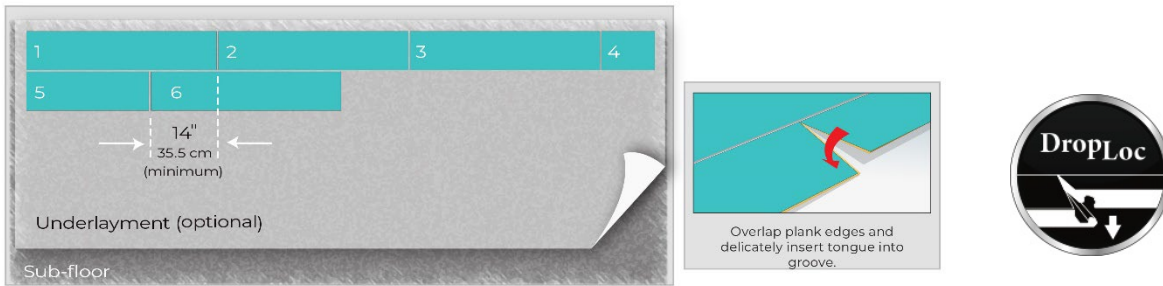 1 2 3 4
5 6
14"
35.5 cm
(minimum)
Underlayment (optional)
Sub-floor
Overlap plank edges and
delicately insert tongue into
groove.
DropLoc